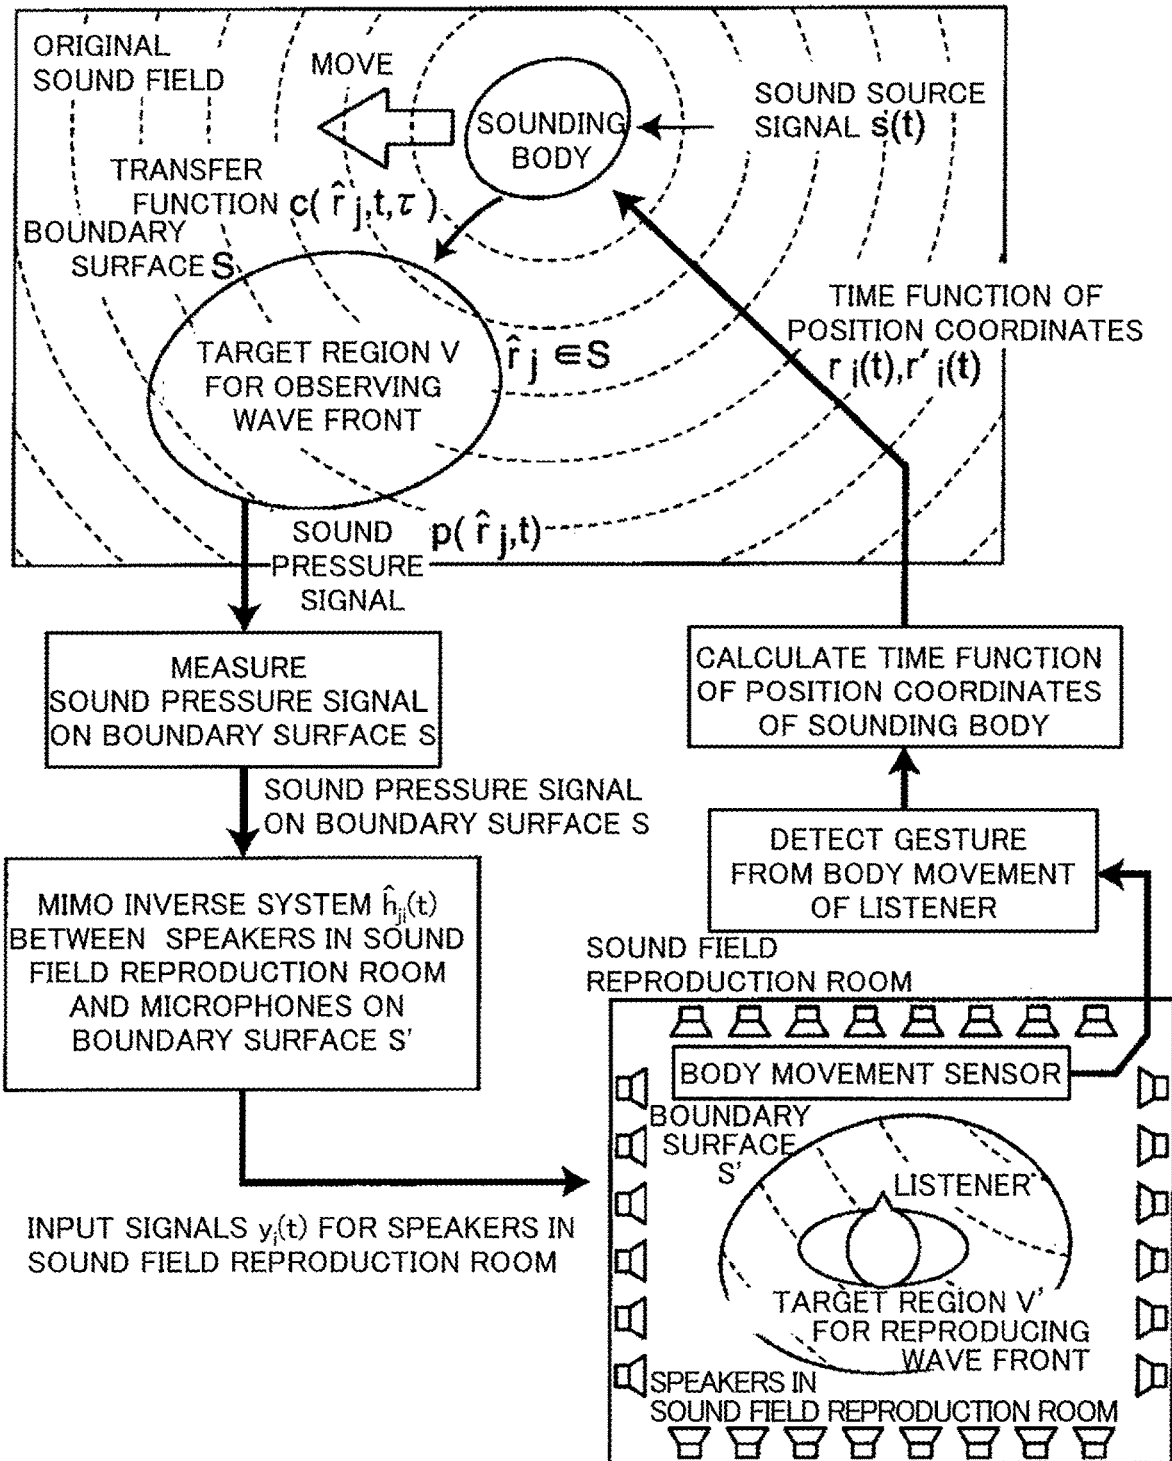 ORIGINAL
SOUND FIELD
MOVE
SOUNDING
BODY
SOUND SOURCE
SIGNAL s(t)
TRANSFER
FUNCTION c(r̂j,t,τ)
BOUNDARY
SURFACE S
TARGET REGION V
FOR OBSERVING
WAVE FRONT
r̂j ∈S
TIME FUNCTION OF
POSITION COORDINATES
r i(t),r′ i(t)
SOUND
PRESSURE
SIGNAL
p(r̂j,t)
MEASURE
SOUND PRESSURE SIGNAL
ON BOUNDARY SURFACE S
CALCULATE TIME FUNCTION
OF POSITION COORDINATES
OF SOUNDING BODY
SOUND PRESSURE SIGNAL
ON BOUNDARY SURFACE S
DETECT GESTURE
FROM BODY MOVEMENT
OF LISTENER
MIMO INVERSE SYSTEM ĥji(t)
BETWEEN SPEAKERS IN SOUND
FIELD REPRODUCTION ROOM
AND MICROPHONES ON
BOUNDARY SURFACE S'
SOUND FIELD
REPRODUCTION ROOM
BODY MOVEMENT SENSOR
BOUNDARY
SURFACE
S'
LISTENER
TARGET REGION V'
FOR REPRODUCING
WAVE FRONT
SPEAKERS IN
SOUND FIELD REPRODUCTION ROOM
INPUT SIGNALS yi(t) FOR SPEAKERS IN
SOUND FIELD REPRODUCTION ROOM